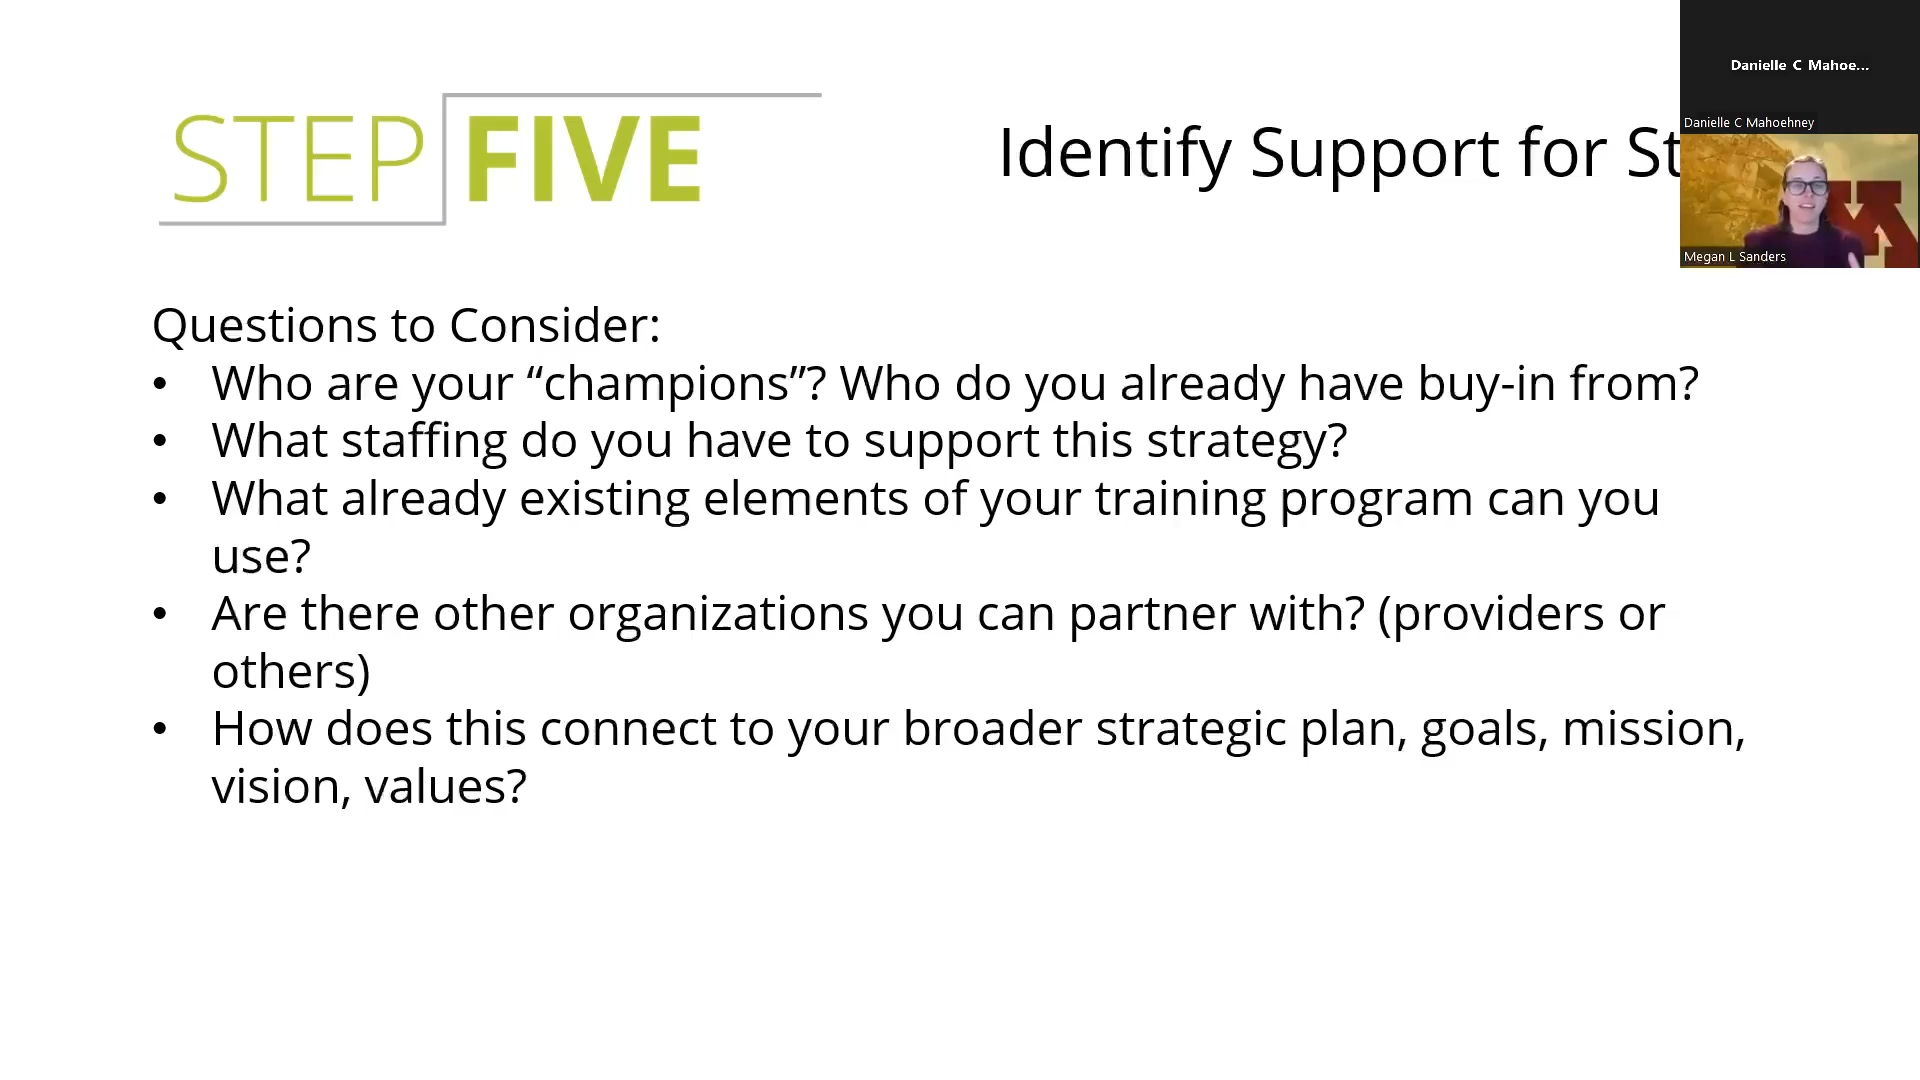 STEP FIVE
Identify Support for St
Danielle C Mahoe...
Danielle C Mahoehney
Megan L Sanders
Questions to Consider:
• Who are your “champions”? Who do you already have buy-in from?
• What staffing do you have to support this strategy?
• What already existing elements of your training program can you
use?
• Are there other organizations you can partner with? (providers or
others)
• How does this connect to your broader strategic plan, goals, mission,
vision, values?